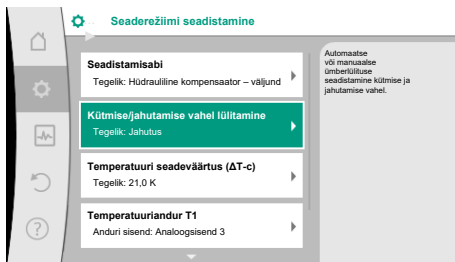 Seaderežiimi seadistamine
Seadistamisabi
Tegelik: Hüdrauliline kompensaator – väljund
Kütmise/jahutamise vahel lülitamine
Tegelik: Jahutus
Temperatuuri seadeväärtus (ΔT-c)
Tegelik: 21,0 K
Temperatuuriandur T1
Anduri sisend: Analoogsisend 3
Automaatse
või manuaalse
ümberlülituse
seadistamine kütmise ja
jahutamise vahel.